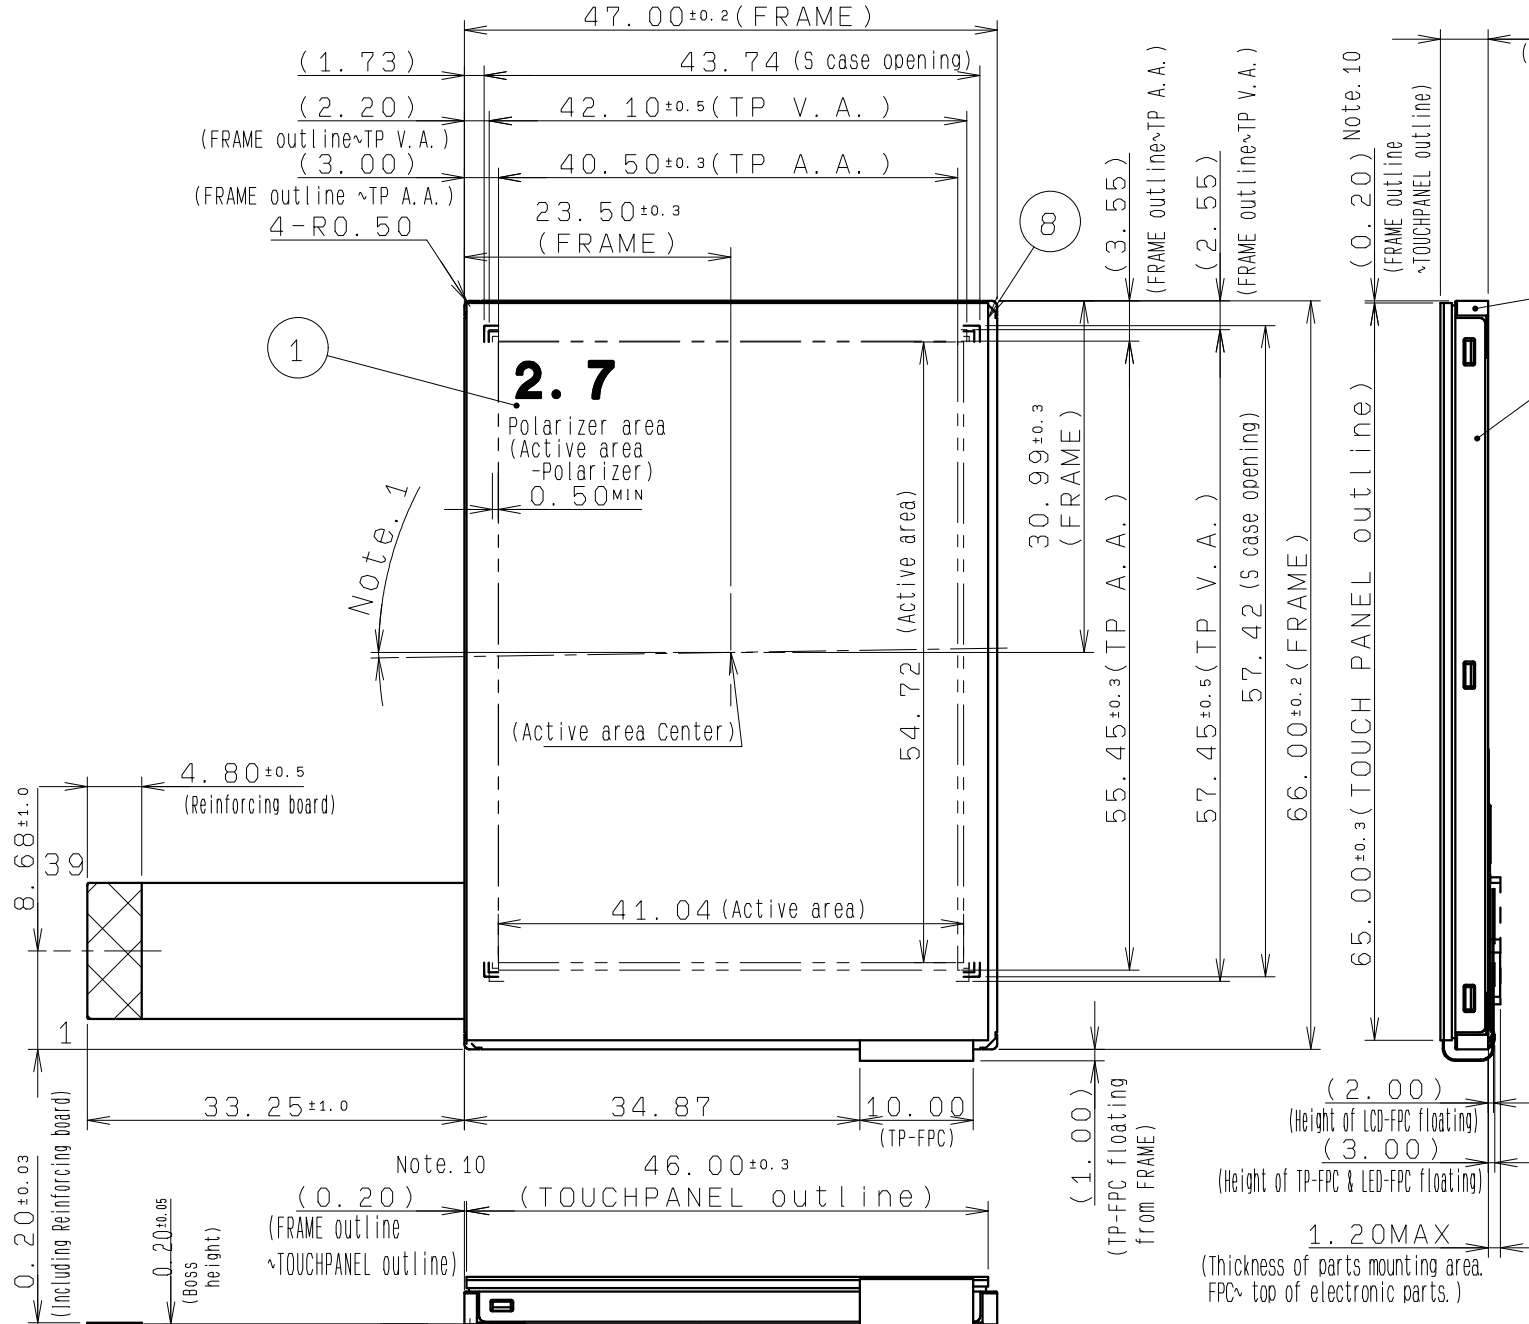 47.00±0.2(FRAME)
(1.73)
43.74 (S case opening)
(2.20)
42.10±0.5(TP V.A.)
(FRAME outline~TP V.A.)
(3.00)
40.50±0.3(TP A.A.)
(FRAME outline ~TP A.A.)
4-R0.50
23.50±0.3
(FRAME)
8
1
2.7
Polarizer area
(Active area
-Polarizer)
0.50MIN
Note.1
(Active area Center)
54.72 (Active area)
41.04 (Active area)
30.99±0.3
(FRAME)
(3.55)
(FRAME outline~TP A.A.)
(2.55)
(FRAME outline~TP V.A.)
55.45±0.3(TP A.A.)
57.45±0.5(TP V.A.)
57.42 (S case opening)
66.00±0.2(FRAME)
(0.20) Note.10
(FRAME outline
~TOUCHPANEL outline)
65.00±0.3(TOUCH PANEL outline)
(
4.80±0.5
(Reinforcing board)
8.68±1.0
39
1
33.25±1.0
34.87
10.00
(TP-FPC)
(1.00)
(TP-FPC floating
from FRAME)
(2.00)
(Height of LCD-FPC floating)
(3.00)
(Height of TP-FPC & LED-FPC floating)
1.20MAX
(Thickness of parts mounting area.
FPC~ top of electronic parts.)
Note.10
(0.20)
(FRAME outline
~TOUCHPANEL outline)
46.00±0.3
(TOUCHPANEL outline)
0.20±0.03
(Including Reinforcing board)
0.20±0.05
(Boss
height)